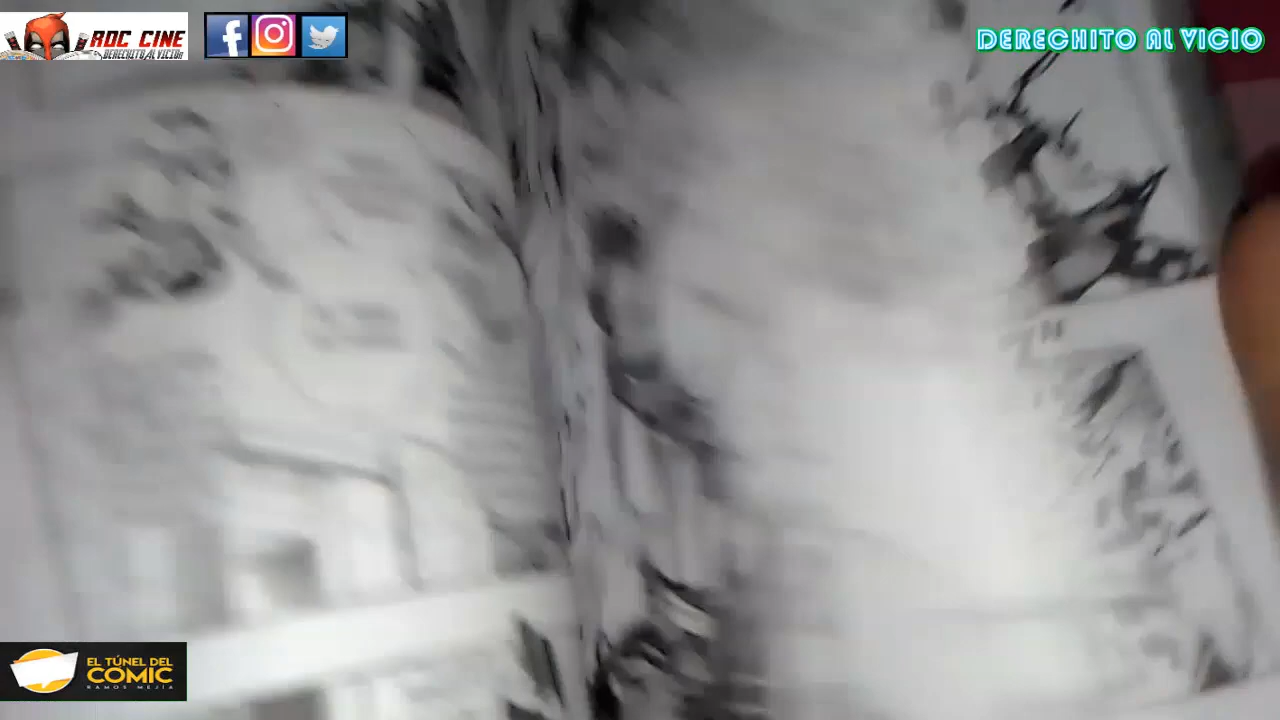 ROC CINE
DERECHITO AL VICIO
DERECHITO AL VICIO
EL TÚNEL DEL
COMIC
RAMOS MEJÍA